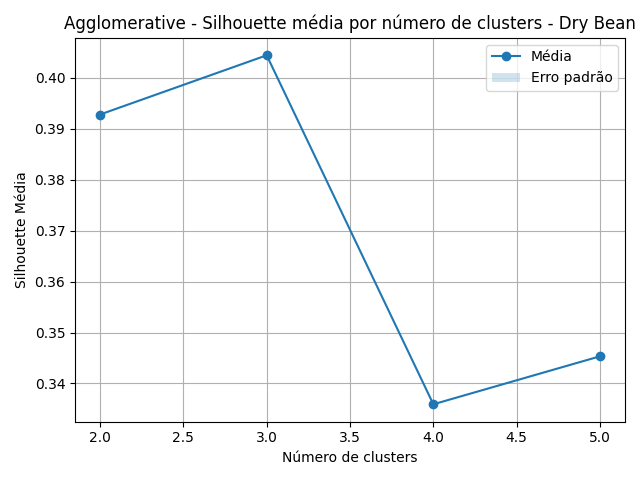 Agglomerative - Silhouette média por número de clusters - Dry Bean
Média
Erro padrão
0.40
0.39
0.38
0.37
0.36
0.35
0.34
Silhouette Média
2.0 2.5 3.0 3.5 4.0 4.5 5.0
Número de clusters